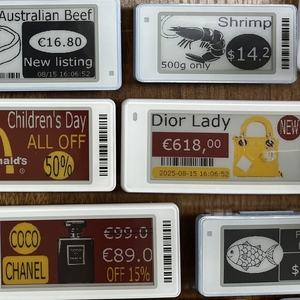 Australian Beef
€16.80
New listing
08/15 16:06:52
Shrimp
$14.2
500g only
Children's Day
ALL OFF
50%
nald's
Dior Lady
NEW
€618,00
2025-08-15 16:06:52
COCO
CHANEL
€99.0
€89.0
OFF 15%
$